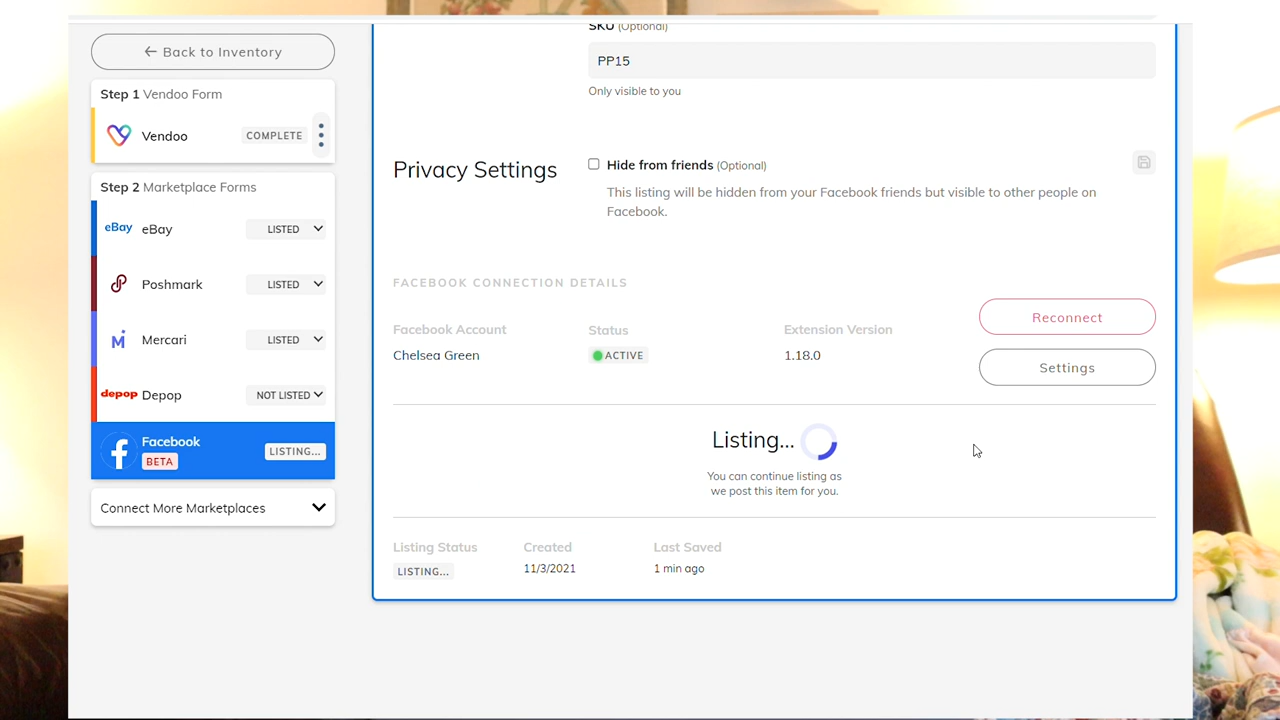 ← Back to Inventory
Step 1 Vendoo Form
Vendoo COMPLETE
Step 2 Marketplace Forms
eBay eBay LISTED
Poshmark LISTED
Mercari LISTED
depop Depop NOT LISTED
Facebook
BETA
LISTING...
Connect More Marketplaces
SKU (Optional)
PP15
Only visible to you
Privacy Settings
Hide from friends (Optional)
This listing will be hidden from your Facebook friends but visible to other people on
Facebook.
FACEBOOK CONNECTION DETAILS
Facebook Account Status Extension Version
Chelsea Green ACTIVE 1.18.0
Reconnect
Settings
Listing...
You can continue listing as
we post this item for you.
Listing Status Created Last Saved
LISTING... 11/3/2021 1 min ago